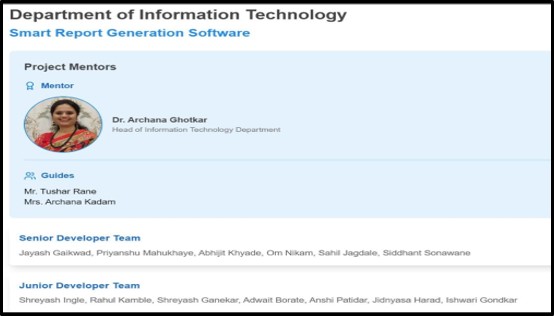 Department of Information Technology
Smart Report Generation Software
Project Mentors
Mentor
Dr. Archana Ghotkar
Head of Information Technology Department
Guides
Mr. Tushar Rane
Mrs. Archana Kadam
Senior Developer Team
Jayash Gaikwad, Priyanshu Mahukhaye, Abhijit Khyade, Om Nikam, Sahil Jagdale, Siddhant Sonawane
Junior Developer Team
Shreyash Ingle, Rahul Kamble, Shreyash Ganekar, Adwait Borate, Anshi Patidar, Jidnyasa Harad, Ishwari Gondkar